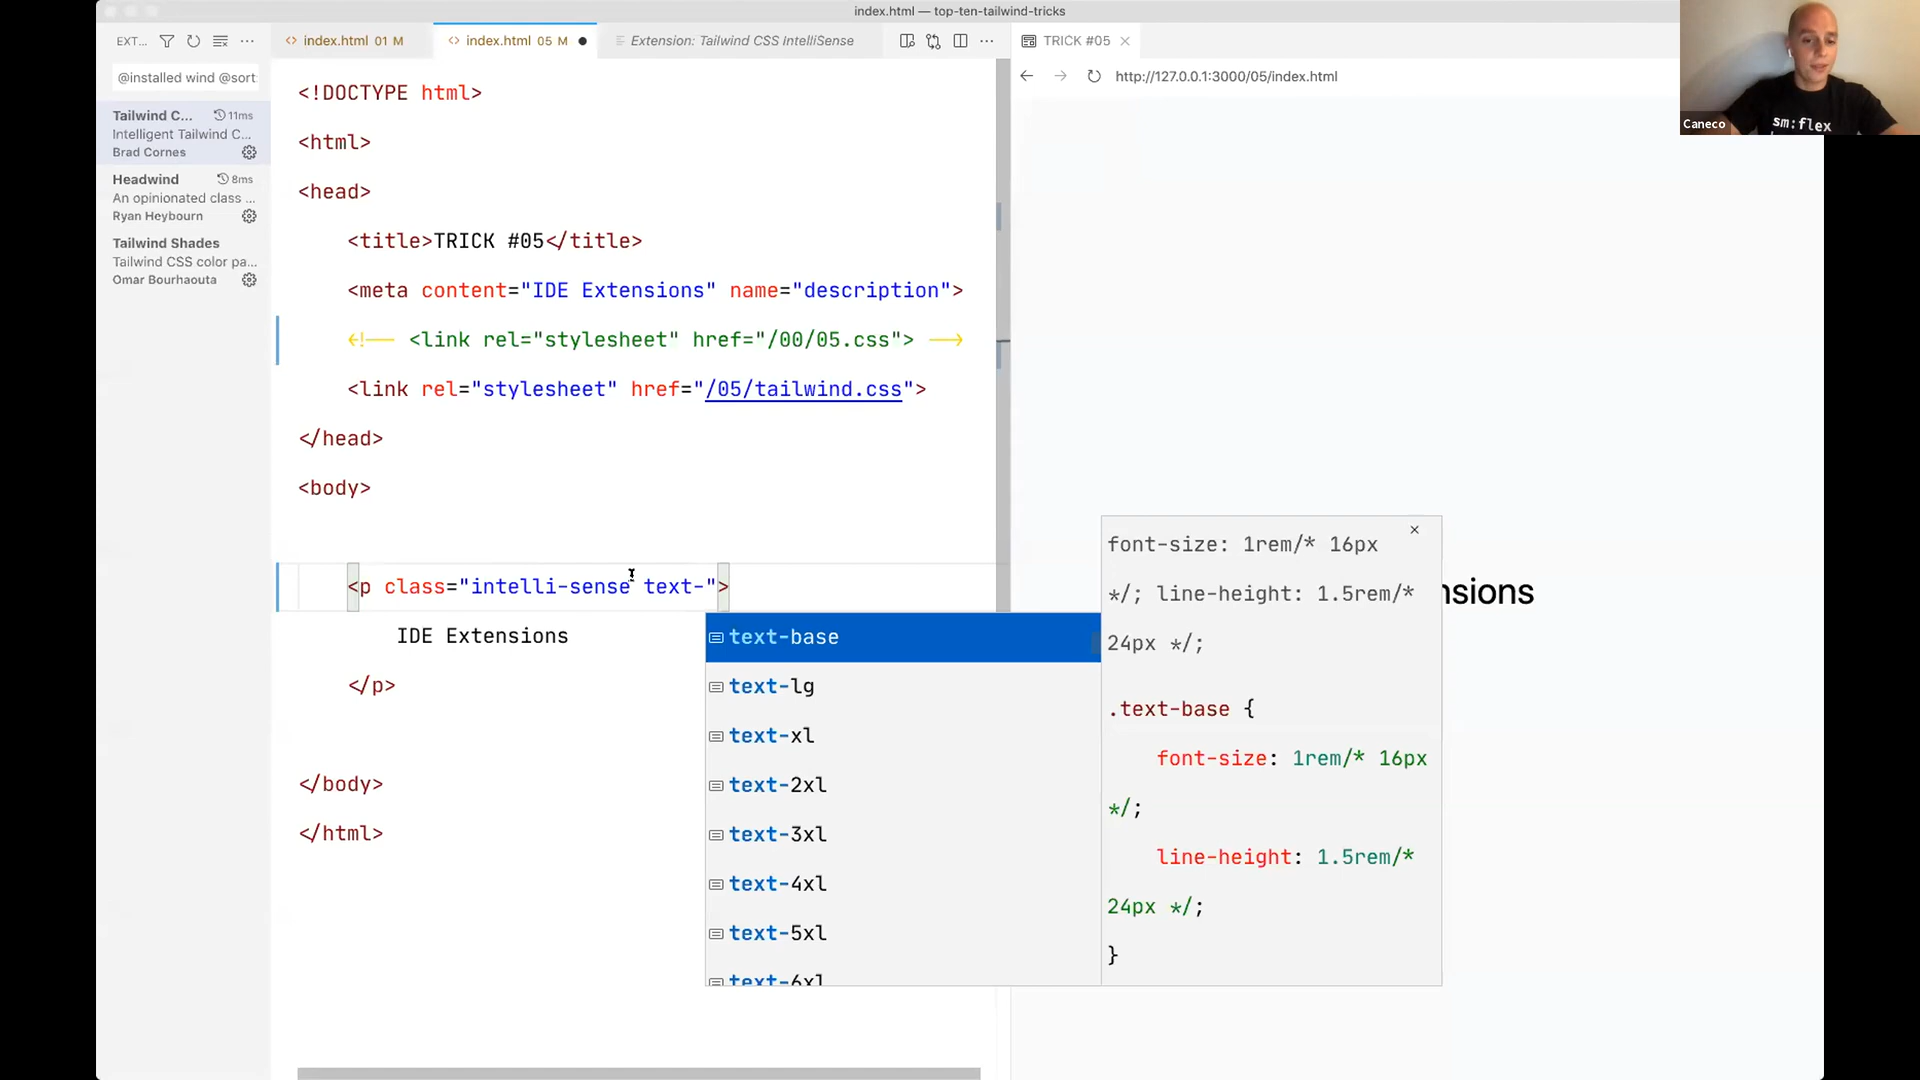 index.html — top-ten-tailwind-tricks
EXT...
index.html 01 M
index.html 05 M
Extension: Tailwind CSS IntelliSense
TRICK #05
@installed wind @sort:
http://127.0.0.1:3000/05/index.html
Tailwind C... 11ms
Intelligent Tailwind C...
Brad Cornes
Headwind 8ms
An opinionated class ...
Ryan Heybourn
Tailwind Shades
Tailwind CSS color pa...
Omar Bourhaouta
<!DOCTYPE html>
<html>
<head>
<title>TRICK #05</title>
<meta content="IDE Extensions" name="description">
<!-- <link rel="stylesheet" href="/00/05.css"> -->
<link rel="stylesheet" href="/05/tailwind.css">
</head>
<body>
<p class="intelli-sense text-">
IDE Extensions
</p>
</body>
</html>
text-base
text-lg
text-xl
text-2xl
text-3xl
text-4xl
text-5xl
text-6xl
font-size: 1rem/* 16px
*/; line-height: 1.5rem/*
24px */;
.text-base {
font-size: 1rem/* 16px
*/;
line-height: 1.5rem/*
24px */;
}
nsions
sm:flex
Caneco